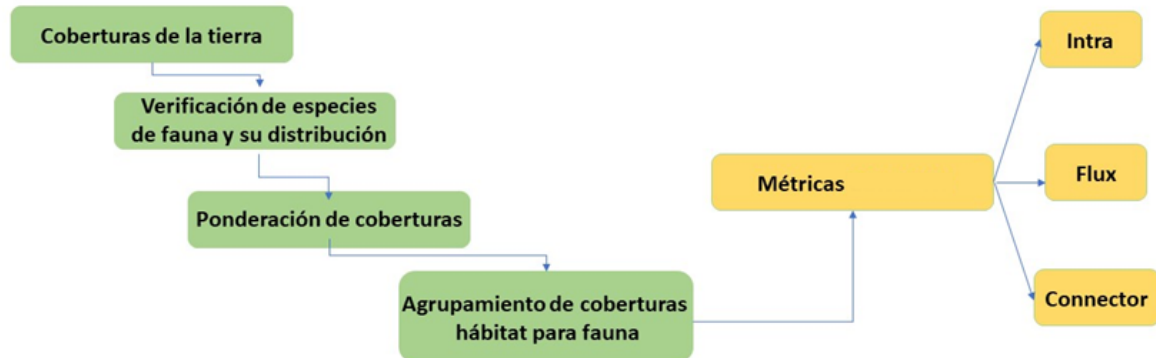 Coberturas de la tierra
Verificación de especies
de fauna y su distribución
Ponderación de coberturas
Agrupamiento de coberturas
hábitat para fauna
Métricas
Intra
Flux
Connector